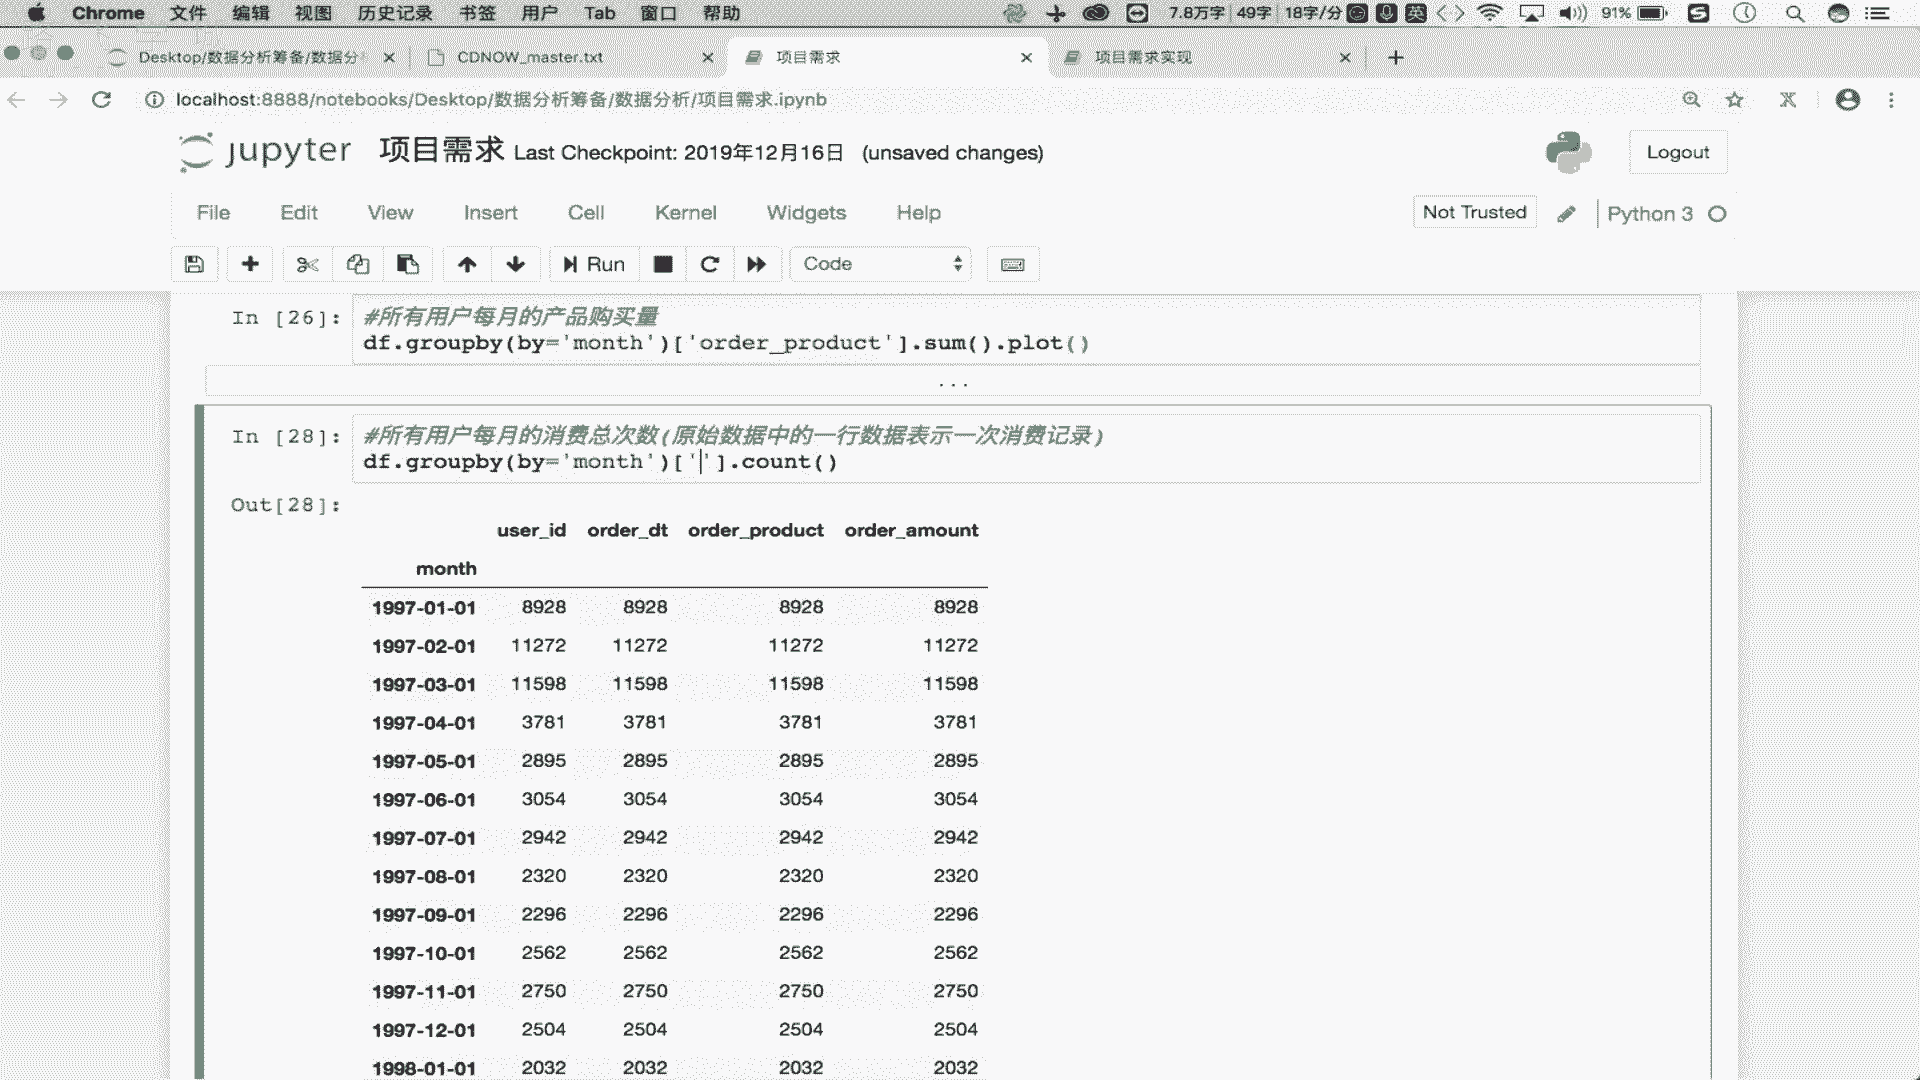 Chrome 文件 编辑 视图 历史记录 书签 用户 Tab 窗口 帮助 7.8万字 49字 18字/分 英 91%
Desktop/数据分析筹备/数据分 CDNOW_master.txt 项目需求 项目需求实现
localhost:8888/notebooks/Desktop/数据分析筹备/数据分析/项目需求.ipynb
jupyter 项目需求 Last Checkpoint: 2019年12月16日 (unsaved changes) Logout
File Edit View Insert Cell Kernel Widgets Help Not Trusted Python 3
Run Code
In [26]: #所有用户每月的产品购买量
df.groupby(by='month')['order_product'].sum().plot()
...
In [28]: #所有用户每月的消费总次数(原始数据中的一行数据表示一次消费记录)
df.groupby(by='month')[''].count()
Out[28]:
user_id order_dt order_product order_amount
month
1997-01-01 8928 8928 8928 8928
1997-02-01 11272 11272 11272 11272
1997-03-01 11598 11598 11598 11598
1997-04-01 3781 3781 3781 3781
1997-05-01 2895 2895 2895 2895
1997-06-01 3054 3054 3054 3054
1997-07-01 2942 2942 2942 2942
1997-08-01 2320 2320 2320 2320
1997-09-01 2296 2296 2296 2296
1997-10-01 2562 2562 2562 2562
1997-11-01 2750 2750 2750 2750
1997-12-01 2504 2504 2504 2504
1998-01-01 2032 2032 2032 2032